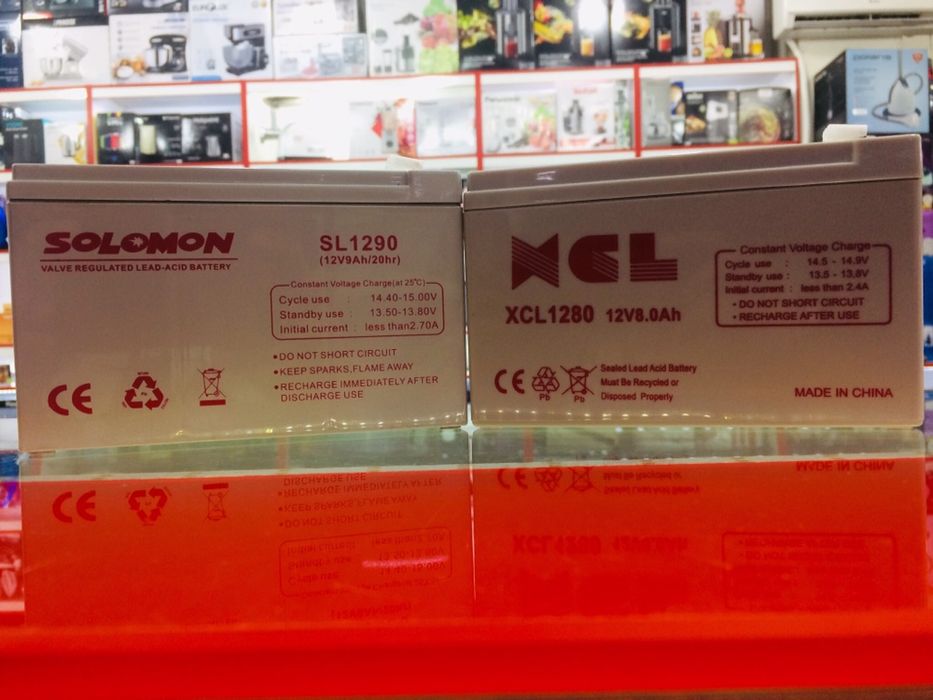 SOLOMON
VALVE REGULATED LEAD-ACID BATTERY
SL1290
(12V9Ah/20hr)
Constant Voltage Charge(at 25℃)
Cycle use : 14.40-15.00V
Standby use : 13.50-13.80V
Initial current : less than2.70A
•DO NOT SHORT CIRCUIT
•KEEP SPARKS,FLAME AWAY
•RECHARGE IMMEDIATELY AFTER
DISCHARGE USE
CE
Pb
XCL
XCL1280 12V8.0Ah
Constant Voltage Charge
Cycle use : 14.5 - 14.9V
Standby use : 13.5 - 13.8V
Initial current : less than 2.4A
• DO NOT SHORT CIRCUIT
• RECHARGE AFTER USE
CE
Pb
Pb
Sealed Lead Acid Battery
Must Be Recycled or
Disposed Properly
MADE IN CHINA